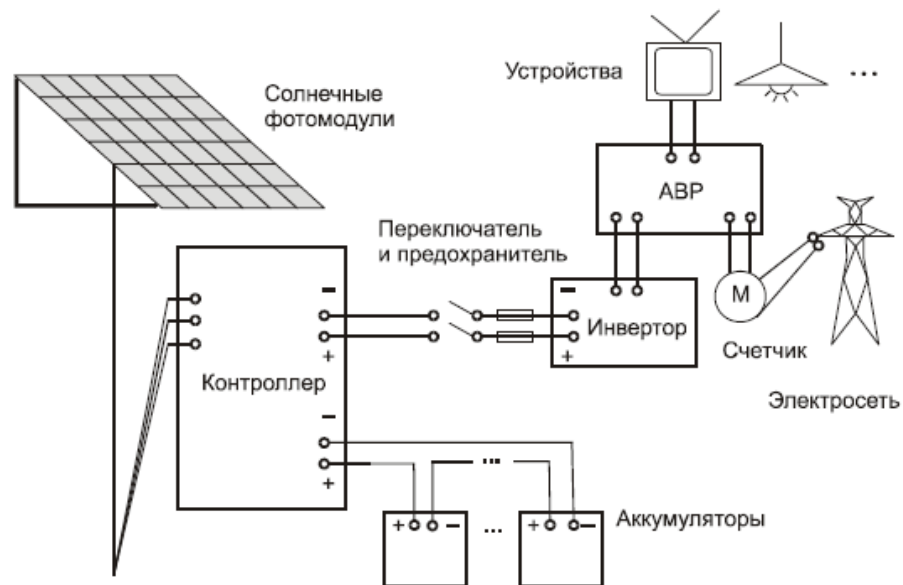 Устройства
...
Солнечные
фотомодули
АВР
Переключатель
и предохранитель
М
−
−
Инвертор
+
+
Счетчик
Контроллер
Электросеть
−
+
...
+ −
...
+ −
Аккумуляторы